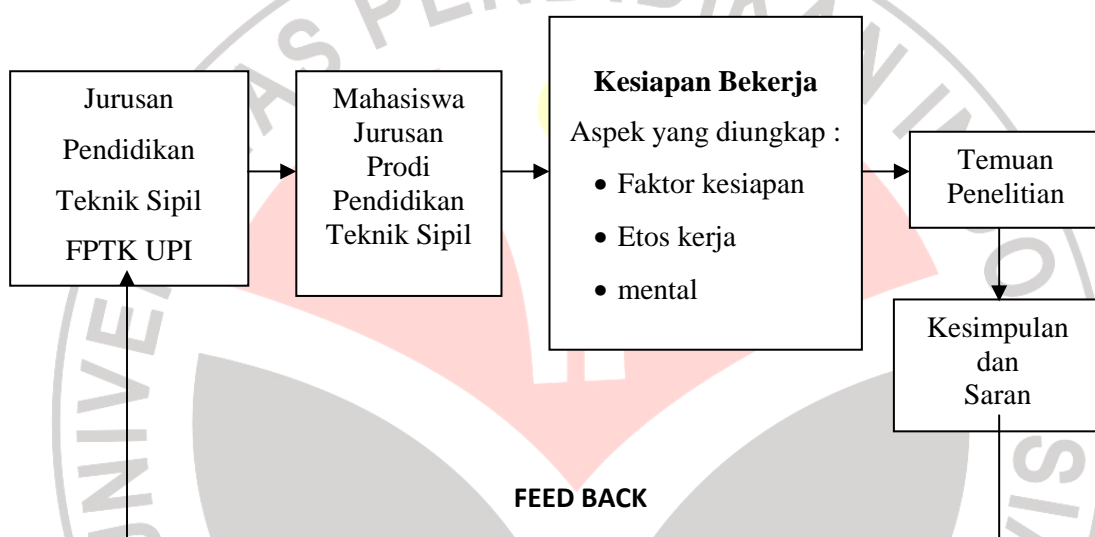 Jurusan
Pendidikan
Teknik Sipil
FPTK UPI
Mahasiswa
Jurusan
Prodi
Pendidikan
Teknik Sipil
Kesiapan Bekerja
Aspek yang diungkap :
• Faktor kesiapan
• Etos kerja
• mental
Temuan
Penelitian
Kesimpulan
dan
Saran
FEED BACK